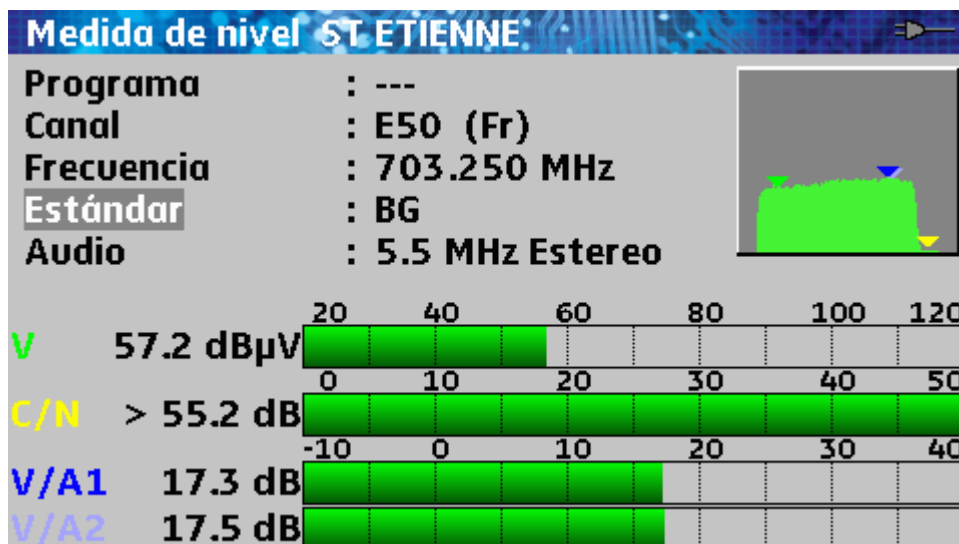 Medida de nivel ST ETIENNE
Programa : ---
Canal : E50 (Fr)
Frecuencia : 703.250 MHz
Estándar : BG
Audio : 5.5 MHz Estereo
20 40 60 80 100 120
V 57.2 dBµV
0 10 20 30 40 50
C/N > 55.2 dB
-10 0 10 20 30 40
V/A1 17.3 dB
V/A2 17.5 dB